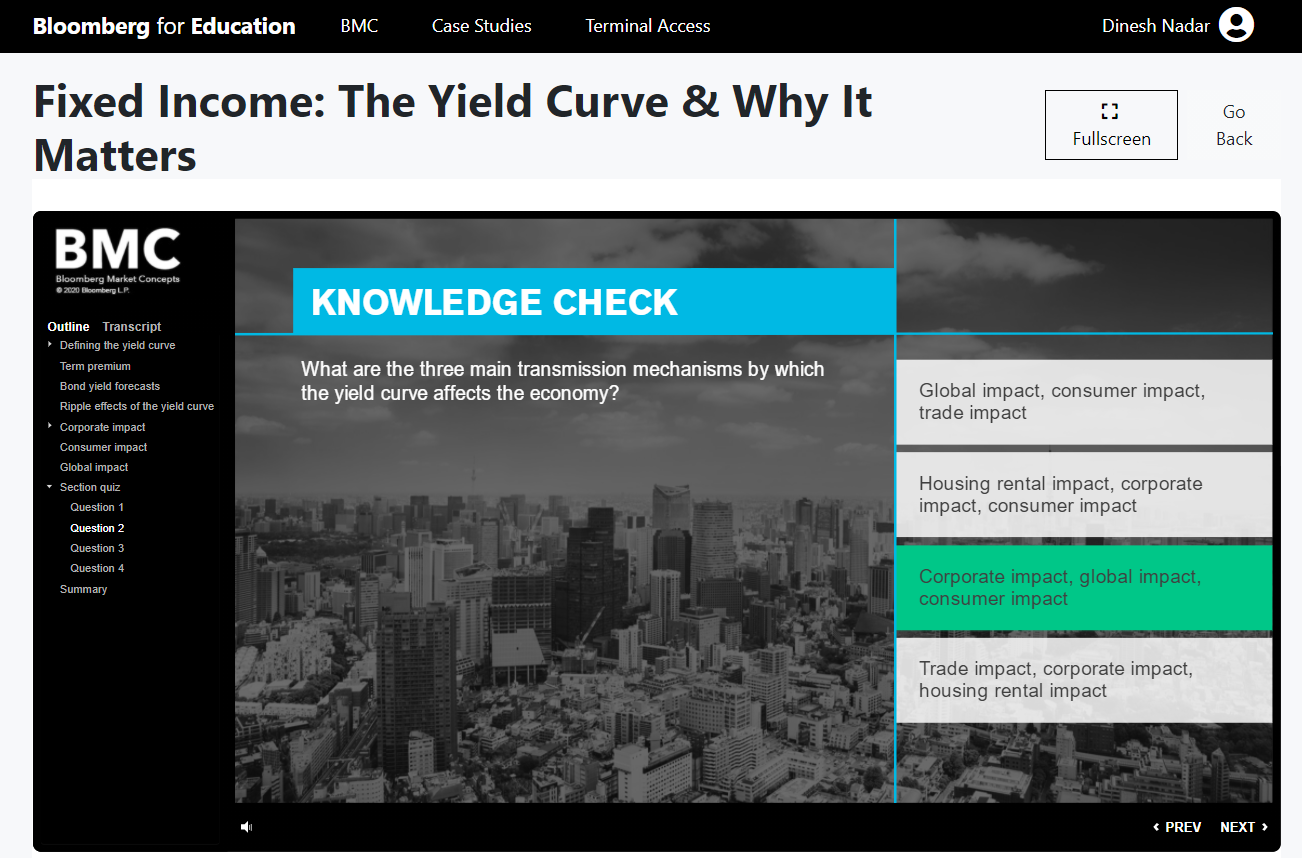 Bloomberg for Education
BMC
Case Studies
Terminal Access
Dinesh Nadar
Fixed Income: The Yield Curve & Why It
Matters
Fullscreen
Go
Back
BMC
Bloomberg Market Concepts
© 2020 Bloomberg L.P.
Outline
Transcript
Defining the yield curve
Term premium
Bond yield forecasts
Ripple effects of the yield curve
Corporate impact
Consumer impact
Global impact
Section quiz
Question 1
Question 2
Question 3
Question 4
Summary
KNOWLEDGE CHECK
What are the three main transmission mechanisms by which
the yield curve affects the economy?
Global impact, consumer impact,
trade impact
Housing rental impact, corporate
impact, consumer impact
Corporate impact, global impact,
consumer impact
Trade impact, corporate impact,
housing rental impact
‹ PREV
NEXT ›